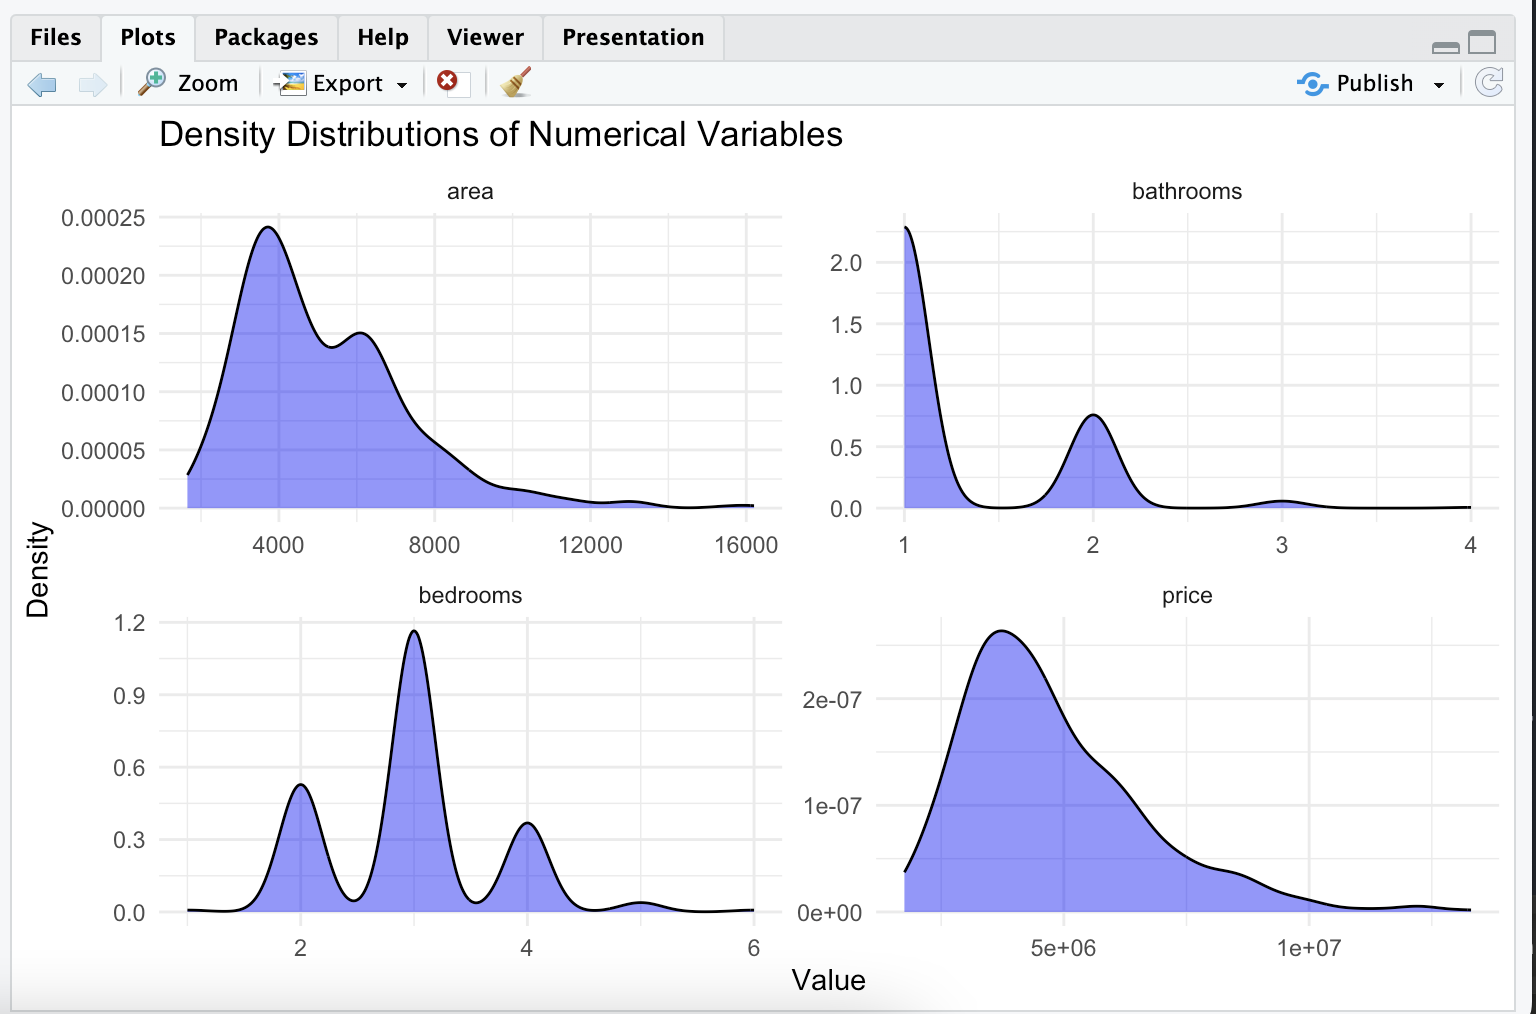 Files Plots Packages Help Viewer Presentation
Zoom Export Publish
Density Distributions of Numerical Variables
area
0.00025
0.00020
0.00015
0.00010
0.00005
0.00000
4000 8000 12000 16000
bathrooms
2.0
1.5
1.0
0.5
0.0
1 2 3 4
Density
bedrooms
1.2
0.9
0.6
0.3
0.0
2 4 6
price
2e-07
1e-07
0e+00
5e+06 1e+07
Value